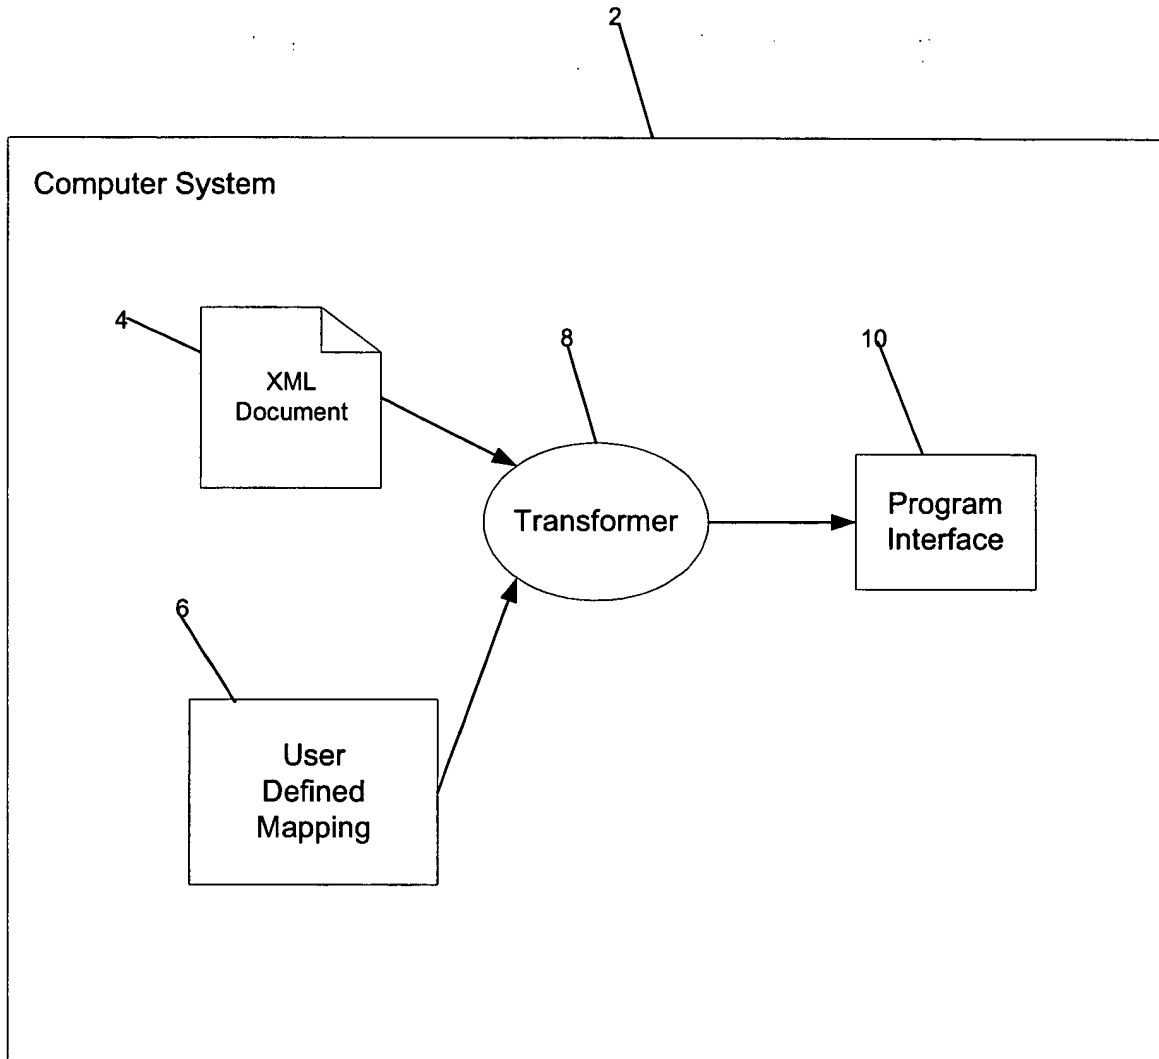 2
Computer System
4
XML
Document
8
10
Transformer
Program
Interface
6
User
Defined
Mapping